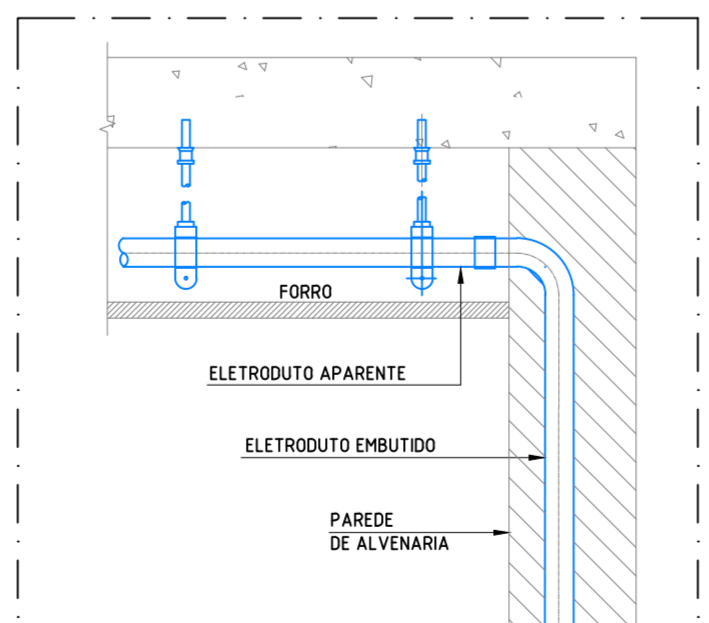 FORRO
ELETRODUTO APARENTE
ELETRODUTO EMBUTIDO
PAREDE
DE ALVENARIA